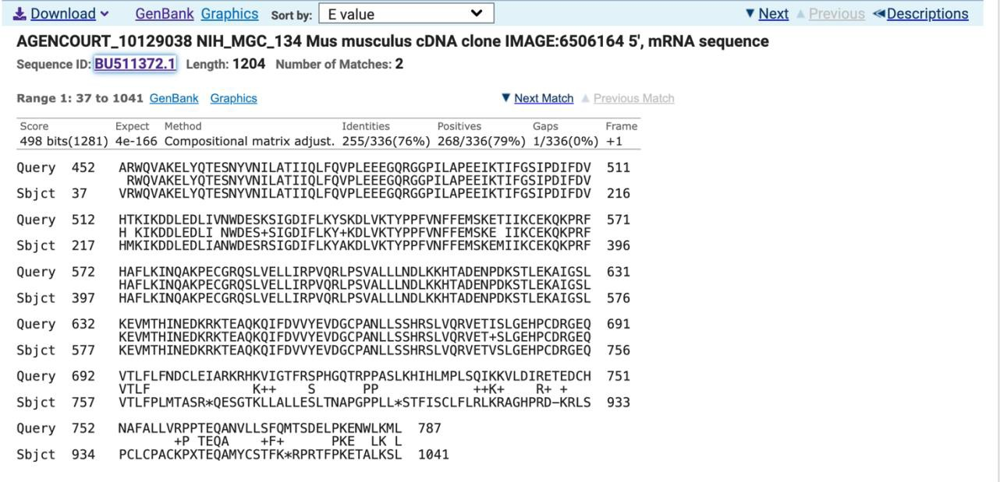 Download GenBank Graphics Sort by: E value Next Previous Descriptions
AGENCOURT_10129038 NIH_MGC_134 Mus musculus cDNA clone IMAGE:6506164 5', mRNA sequence
Sequence ID: BU511372.1 Length: 1204 Number of Matches: 2
Range 1: 37 to 1041 GenBank Graphics Next Match Previous Match
Score Expect Method Identities Positives Gaps Frame
498 bits(1281) 4e-166 Compositional matrix adjust. 255/336(76%) 268/336(79%) 1/336(0%) +1
Query 452 ARWQVAKELYQTESNYVNILATIIQLFQVPLEEEGQRGGPILAPEEIKTIFGSIPDIFDV 511
RWQVAKELYQTESNYVNILATIIQLFQVPLEEEGQRGGPILAPEEIKTIFGSIPDIFDV
Sbjct 37 VRWQVAKELYQTESNYVNILATIIQLFQVPLEEEGQRGGPILAPEEIKTIFGSIPDIFDV 216
Query 512 HTKIKDDLEDLIVNWDESKSIGDIFLKYSKDLVKTYPPFVNFFEMSKETIIKCEKQKPRF 571
H KIKDDLEDLI NWDES+SIGDIFLKY+KDLVKTYPPFVNFFEMSKE IIKCEKQKPRF
Sbjct 217 HMKIKDDLEDLIANWDESRSIGDIFLKYAKDLVKTYPPFVNFFEMSKEMIIKCEKQKPRF 396
Query 572 HAFLKINQAKPECGRQSLVELLIRPVQRLPSVALLLNDLKKHTADENPDKSTLEKAIGSL 631
HAFLKINQAKPECGRQSLVELLIRPVQRLPSVALLLNDLKKHTADENPDKSTLEKAIGSL
Sbjct 397 HAFLKINQAKPECGRQSLVELLIRPVQRLPSVALLLNDLKKHTADENPDKSTLEKAIGSL 576
Query 632 KEVMTHINEDKRKTEAQKQIFDVVYEVDGCPANLLSSHRSLVQRVETISLGEHPCDRGEQ 691
KEVMTHINEDKRKTEAQKQIFDVVYEVDGCPANLLSSHRSLVQRVET+SLGEHPCDRGEQ
Sbjct 577 KEVMTHINEDKRKTEAQKQIFDVVYEVDGCPANLLSSHRSLVQRVETVSLGEHPCDRGEQ 756
Query 692 VTLFLFNDCLEIARKRHKVIGTFRSPHGQTRPPASLKHIHLMPLSQIKKVLDIRETEDCH 751
VTLF K++ S PP ++K+ R+ +
Sbjct 757 VTLFPLMTASR*QESGTKLLALLESLTNAPGPPLL*STFISCLFLRLKRAGHPRD-KRLS 933
Query 752 NAFALLVRPPTEQANVLLSFQMTSDELPKENWLKML 787
+P TEQA +F+ PKE LK L
Sbjct 934 PCLCPACKPXTEQAMYCSTFK*RPRTFPKETALKSL 1041